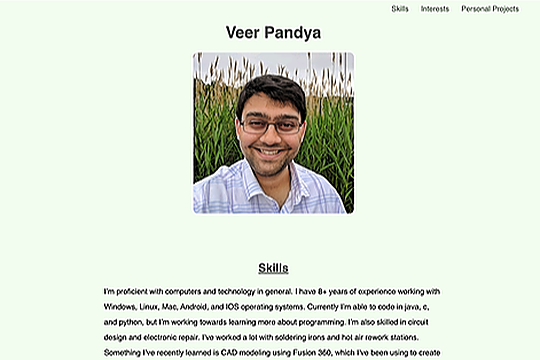 Skills Interests Personal Projects
Veer Pandya
Skills
I'm proficient with computers and technology in general. I have 8+ years of experience working with
Windows, Linux, Mac, Android, and IOS operating systems. Currently I'm able to code in java, c,
and python, but I'm working towards learning more about programming. I'm also skilled in circuit
design and electronic repair. I've worked a lot with soldering irons and hot air rework stations.
Something I've recently learned is CAD modeling using Fusion 360, which I've been using to create